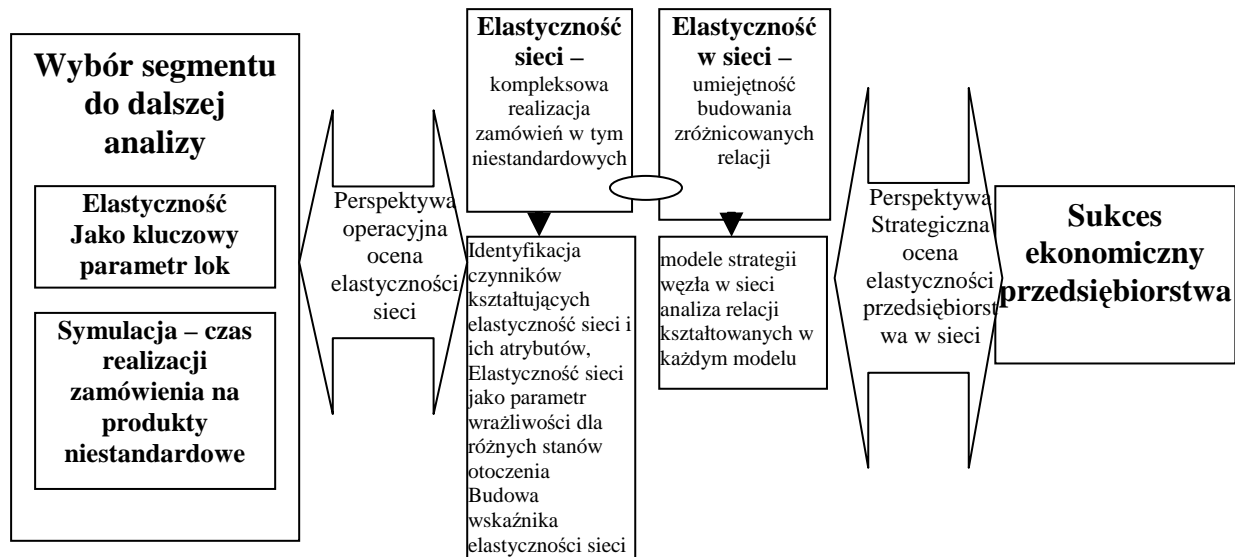 Wybór segmentu
do dalszej
analizy
Elastyczność
Jako kluczowy
parametr lok
Symulacja – czas
realizacji
zamówienia na
produkty
niestandardowe
Perspektywa
operacyjna
ocena
elastyczności
sieci
Elastyczność
sieci –
kompleksowa
realizacja
zamówień w tym
niestandardowych
Identyfikacja
czynników
kształtujących
elastyczność sieci i
ich atrybutów,
Elastyczność sieci
jako parametr
wrażliwości dla
różnych stanów
otoczenia
Budowa
wskaźnika
elastyczności sieci
Elastyczność
w sieci –
umiejętność
budowania
zróżnicowanych
relacji
modele strategii
węzła w sieci
analiza relacji
kształtowanych w
każdym modelu
Perspektywa
Strategiczna
ocena
elastyczności
przedsiębiorst
wa w sieci
Sukces
ekonomiczny
przedsiębiorstwa